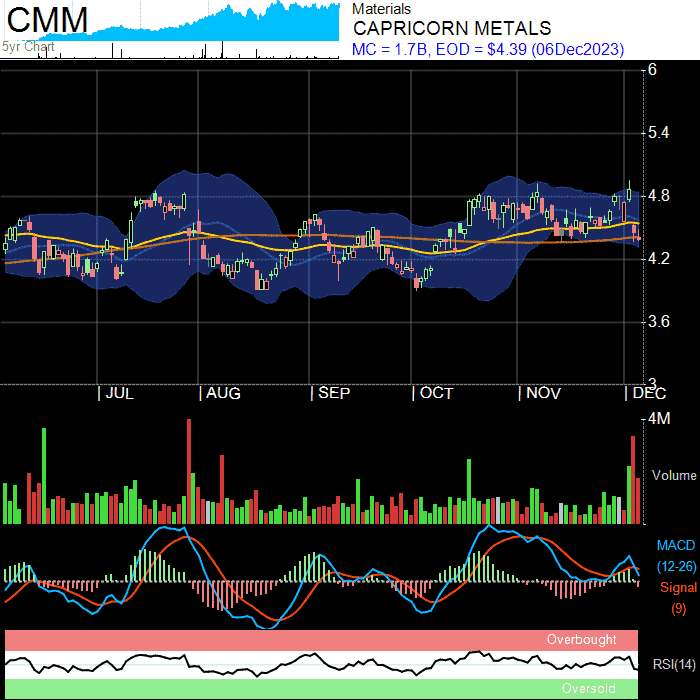 CMM
5yr Chart
Materials
CAPRICORN METALS
MC = 1.7B, EOD = $4.39 (06Dec2023)
6
5.4
4.8
4.2
3.6
3
| JUL | AUG | SEP | OCT | NOV | DEC
4M
Volume
MACD
(12-26)
Signal
(9)
Overbought
RSI(14)
Oversold